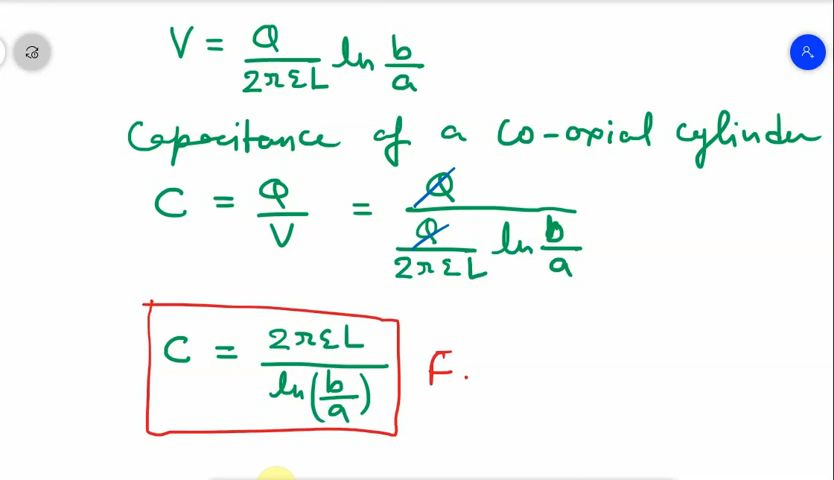 V = Q/(2πεL) ln b/a
Capacitance of a co-axial cylinder
C = Q/V = Q/(Q/(2πεL) ln b/a)
C = 2πεL/ln(b/a) F.